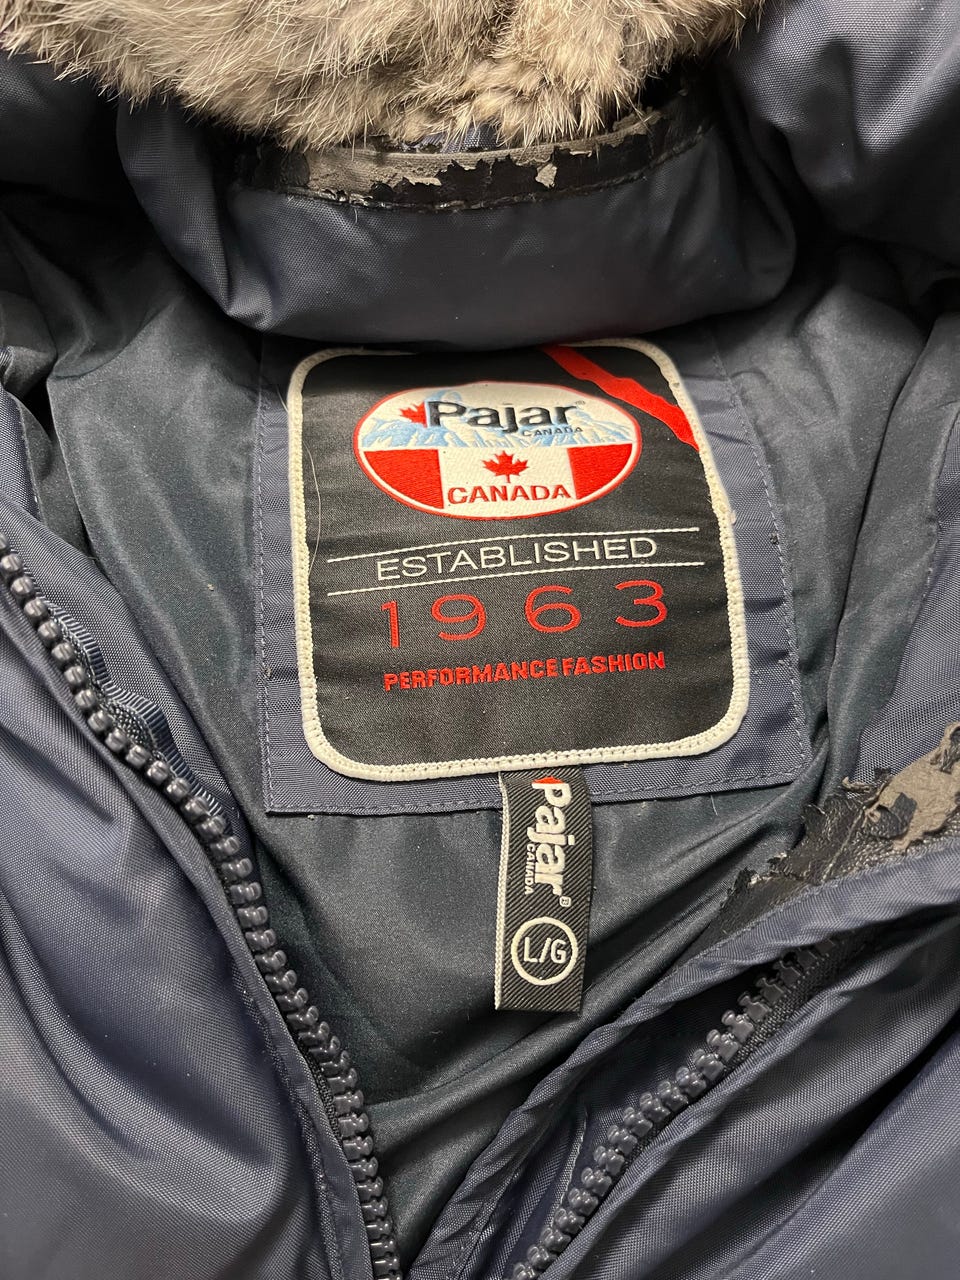 Pajar®
CANADA
CANADA
ESTABLISHED
1963
PERFORMANCE FASHION
Pajar®
CANADA
L/G